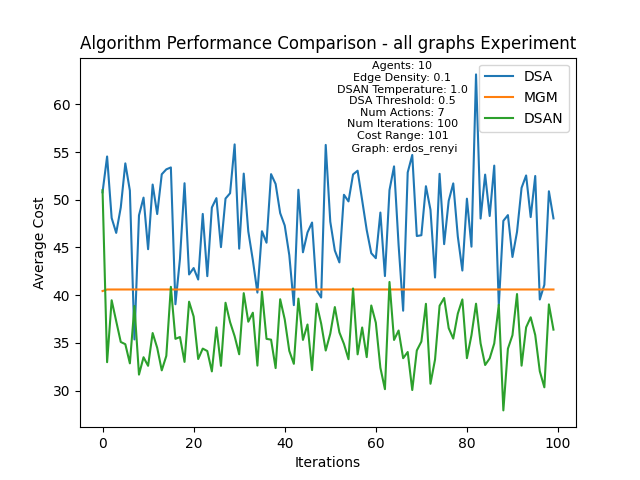 Algorithm Performance Comparison - all graphs Experiment
Agents: 10
Edge Density: 0.1
DSAN Temperature: 1.0
DSA Threshold: 0.5
Num Actions: 7
Num Iterations: 100
Cost Range: 101
Graph: erdos_renyi
DSA
MGM
DSAN
Average Cost
60
55
50
45
40
35
30
0
20
40
60
80
100
Iterations